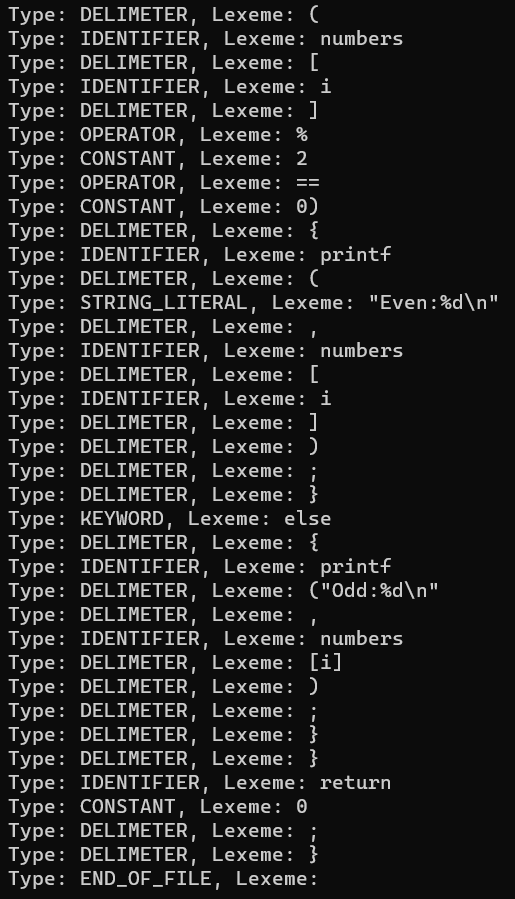 Type: DELIMETER, Lexeme: (
Type: IDENTIFIER, Lexeme: numbers
Type: DELIMETER, Lexeme: [
Type: IDENTIFIER, Lexeme: i
Type: DELIMETER, Lexeme: ]
Type: OPERATOR, Lexeme: %
Type: CONSTANT, Lexeme: 2
Type: OPERATOR, Lexeme: ==
Type: CONSTANT, Lexeme: 0)
Type: DELIMETER, Lexeme: {
Type: IDENTIFIER, Lexeme: printf
Type: DELIMETER, Lexeme: (
Type: STRING_LITERAL, Lexeme: "Even:%d\n"
Type: DELIMETER, Lexeme: ,
Type: IDENTIFIER, Lexeme: numbers
Type: DELIMETER, Lexeme: [
Type: IDENTIFIER, Lexeme: i
Type: DELIMETER, Lexeme: ]
Type: DELIMETER, Lexeme: )
Type: DELIMETER, Lexeme: ;
Type: DELIMETER, Lexeme: }
Type: KEYWORD, Lexeme: else
Type: DELIMETER, Lexeme: {
Type: IDENTIFIER, Lexeme: printf
Type: DELIMETER, Lexeme: ("Odd:%d\n"
Type: DELIMETER, Lexeme: ,
Type: IDENTIFIER, Lexeme: numbers
Type: DELIMETER, Lexeme: [i]
Type: DELIMETER, Lexeme: )
Type: DELIMETER, Lexeme: ;
Type: DELIMETER, Lexeme: }
Type: DELIMETER, Lexeme: }
Type: IDENTIFIER, Lexeme: return
Type: CONSTANT, Lexeme: 0
Type: DELIMETER, Lexeme: ;
Type: DELIMETER, Lexeme: }
Type: END_OF_FILE, Lexeme: